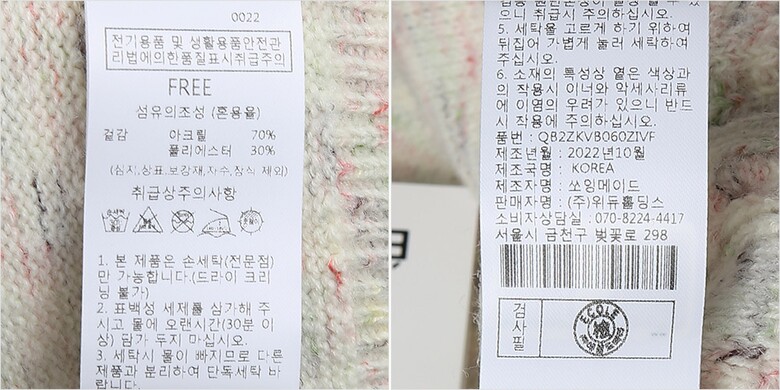 0022
전기용품 및 생활용품안전관
리법에의한품질표시취급주의
FREE
섬유의조성 (혼용율)
겉감 아크릴 70%
폴리에스터 30%
(심지,상표,보강재,자수,장식 제외)
취급상주의사항
1. 본 제품은 손세탁(전문점)
만 가능합니다.(드라이 크리
닝 불가)
2. 표백성 세제를 삼가해 주
시고 물에 오랜시간(30분 이
상) 담가 두지 마십시오.
3. 세탁시 물이 빠지므로 다른
제품과 분리하여 단독세탁 바
랍니다.
으니 취급시 주의하십시오.
5. 세탁을 고르게 하기 위하여
뒤집어 가볍게 눌러 세탁하여
주십시오.
6. 소재의 특성상 옅은 색상과
의 착용시 이너와 악세사리류
에 이염의 우려가 있으니 반드
시 착용에 주의하십시오.
품번 : QB2ZKVB060ZIVF
제조년월 : 2022년10월
제조국명 : KOREA
제조자명 : 쏘잉메이드
판매자명 : (주)위듀홀딩스
소비자상담실 : 070-8224-4417
서울시 금천구 벚꽃로 298
검사필
ECOLE